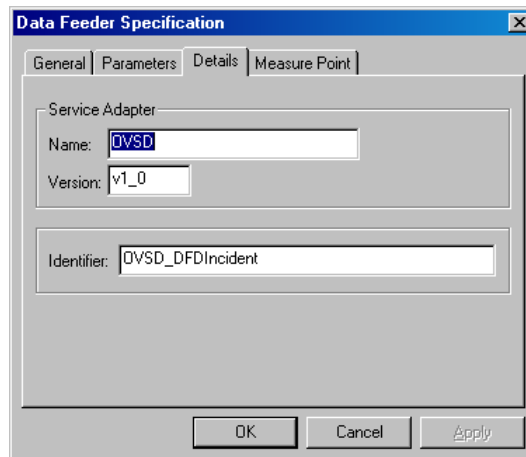 Data Feeder Specification
General Parameters Details Measure Point
Service Adapter
Name: OVSD
Version: v1_0
Identifier: OVSD_DFDIncident
OK Cancel Apply